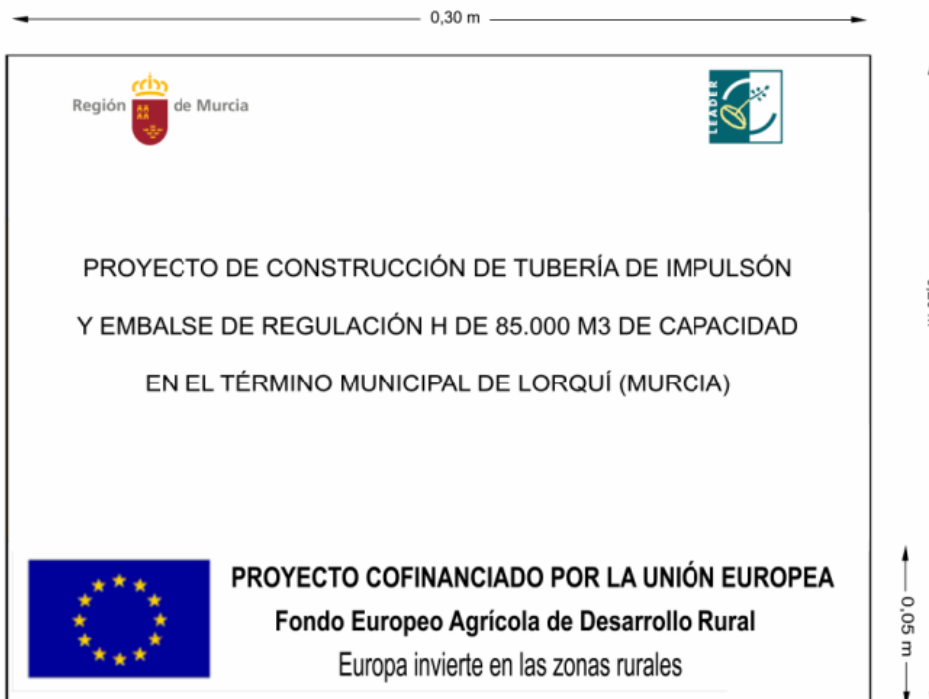 0,30 m
Región de Murcia
LEADER
PROYECTO DE CONSTRUCCIÓN DE TUBERÍA DE IMPULSÓN
Y EMBALSE DE REGULACIÓN H DE 85.000 M3 DE CAPACIDAD
EN EL TÉRMINO MUNICIPAL DE LORQUÍ (MURCIA)
PROYECTO COFINANCIADO POR LA UNIÓN EUROPEA
Fondo Europeo Agrícola de Desarrollo Rural
Europa invierte en las zonas rurales
0,05 m